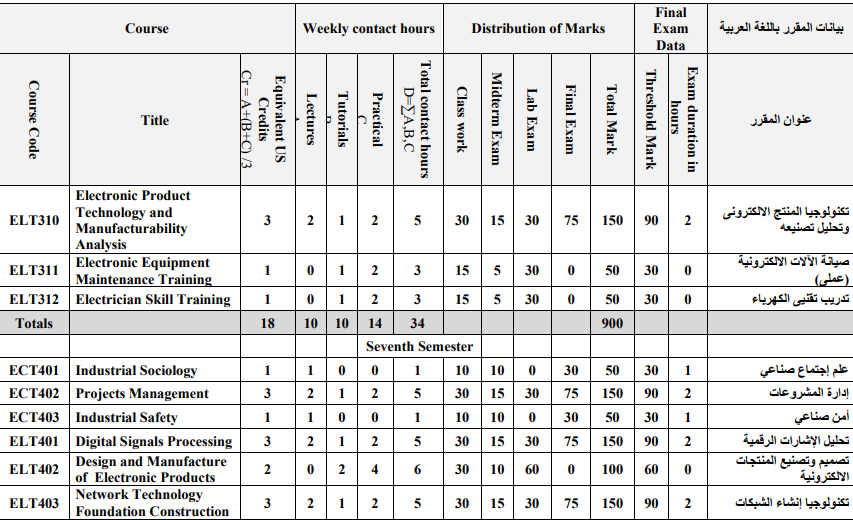 Course Weekly contact hours Distribution of Marks Final Exam Data بيانات المقرر باللغة العربية
Course Code Title Equivalent US Credits Cr = A+(B+C) /3 Lectures Tutorials Practical Total contact hours D=∑A,B,C Class work Midterm Exam Lab Exam Final Exam Total Mark Threshold Mark Exam duration in hours عنوان المقرر
ELT310 Electronic Product Technology and Manufacturability Analysis 3 2 1 2 5 30 15 30 75 150 90 2 تكنولوجيا المنتج الالكترونى وتحليل تصنيعه
ELT311 Electronic Equipment Maintenance Training 1 0 1 2 3 15 5 30 0 50 30 0 صيانة الآلات الالكترونية (عملى)
ELT312 Electrician Skill Training 1 0 1 2 3 15 5 30 0 50 30 0 تدريب تقنيى الكهرباء
Totals 18 10 10 14 34 900
Seventh Semester
ECT401 Industrial Sociology 1 1 0 0 1 10 10 0 30 50 30 1 علم إجتماع صناعي
ECT402 Projects Management 3 2 1 2 5 30 15 30 75 150 90 2 إدارة المشروعات
ECT403 Industrial Safety 1 1 0 0 1 10 10 0 30 50 30 1 أمن صناعي
ELT401 Digital Signals Processing 3 2 1 2 5 30 15 30 75 150 90 2 تحليل الإشارات الرقمية
ELT402 Design and Manufacture of Electronic Products 2 0 2 4 6 30 10 60 0 100 60 0 تصميم وتصنيع المنتجات الالكترونية
ELT403 Network Technology Foundation Construction 3 2 1 2 5 30 15 30 75 150 90 2 تكنولوجيا إنشاء الشبكات